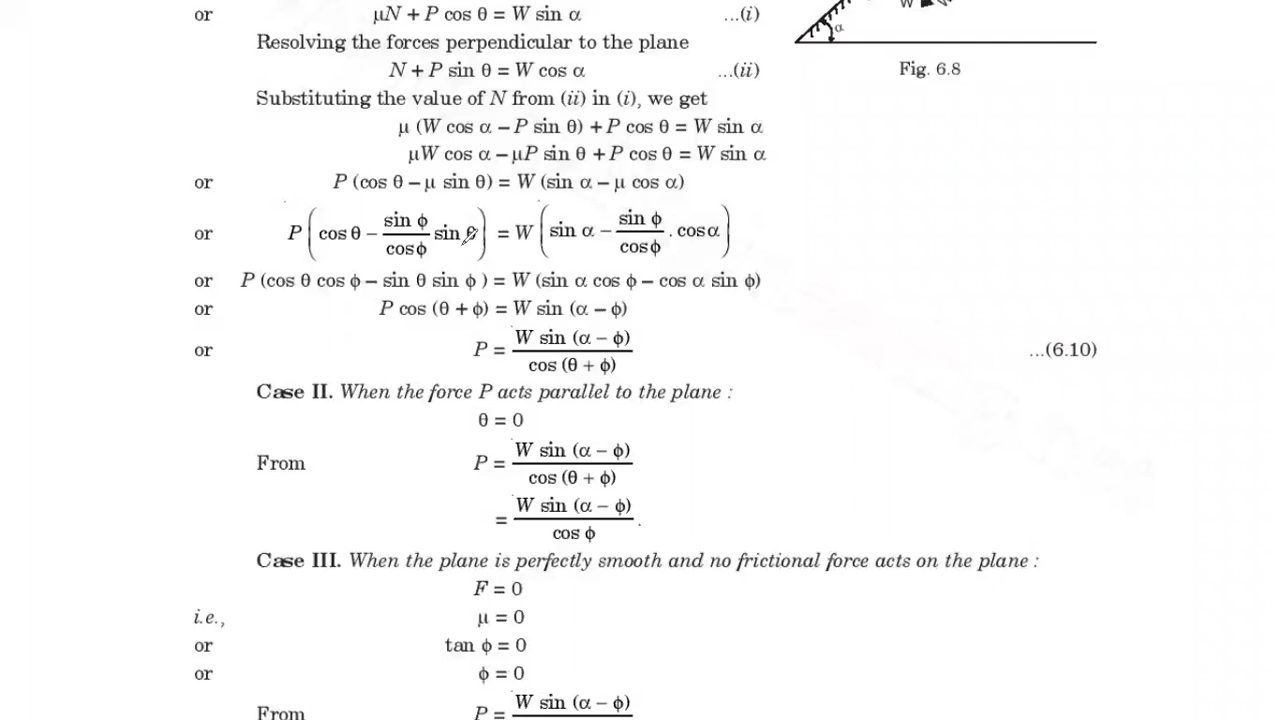 or μN + P cos θ = W sin α ...(i)
Resolving the forces perpendicular to the plane
N + P sin θ = W cos α ...(ii)
Fig. 6.8
Substituting the value of N from (ii) in (i), we get
μ (W cos α – P sin θ) + P cos θ = W sin α
μW cos α – μP sin θ + P cos θ = W sin α
or P (cos θ – μ sin θ) = W (sin α – μ cos α)
or P (cos θ – sin ϕ/cos ϕ sin θ) = W (sin α – sin ϕ/cos ϕ . cos α)
or P (cos θ cos ϕ – sin θ sin ϕ ) = W (sin α cos ϕ – cos α sin ϕ)
or P cos (θ + ϕ) = W sin (α – ϕ)
or P = W sin (α – ϕ)/cos (θ + ϕ) ...(6.10)
Case II. When the force P acts parallel to the plane :
θ = 0
From P = W sin (α – ϕ)/cos (θ + ϕ)
= W sin (α – ϕ)/cos ϕ .
Case III. When the plane is perfectly smooth and no frictional force acts on the plane :
F = 0
i.e., μ = 0
or tan ϕ = 0
or ϕ = 0
From P = W sin (α – ϕ)
α
W